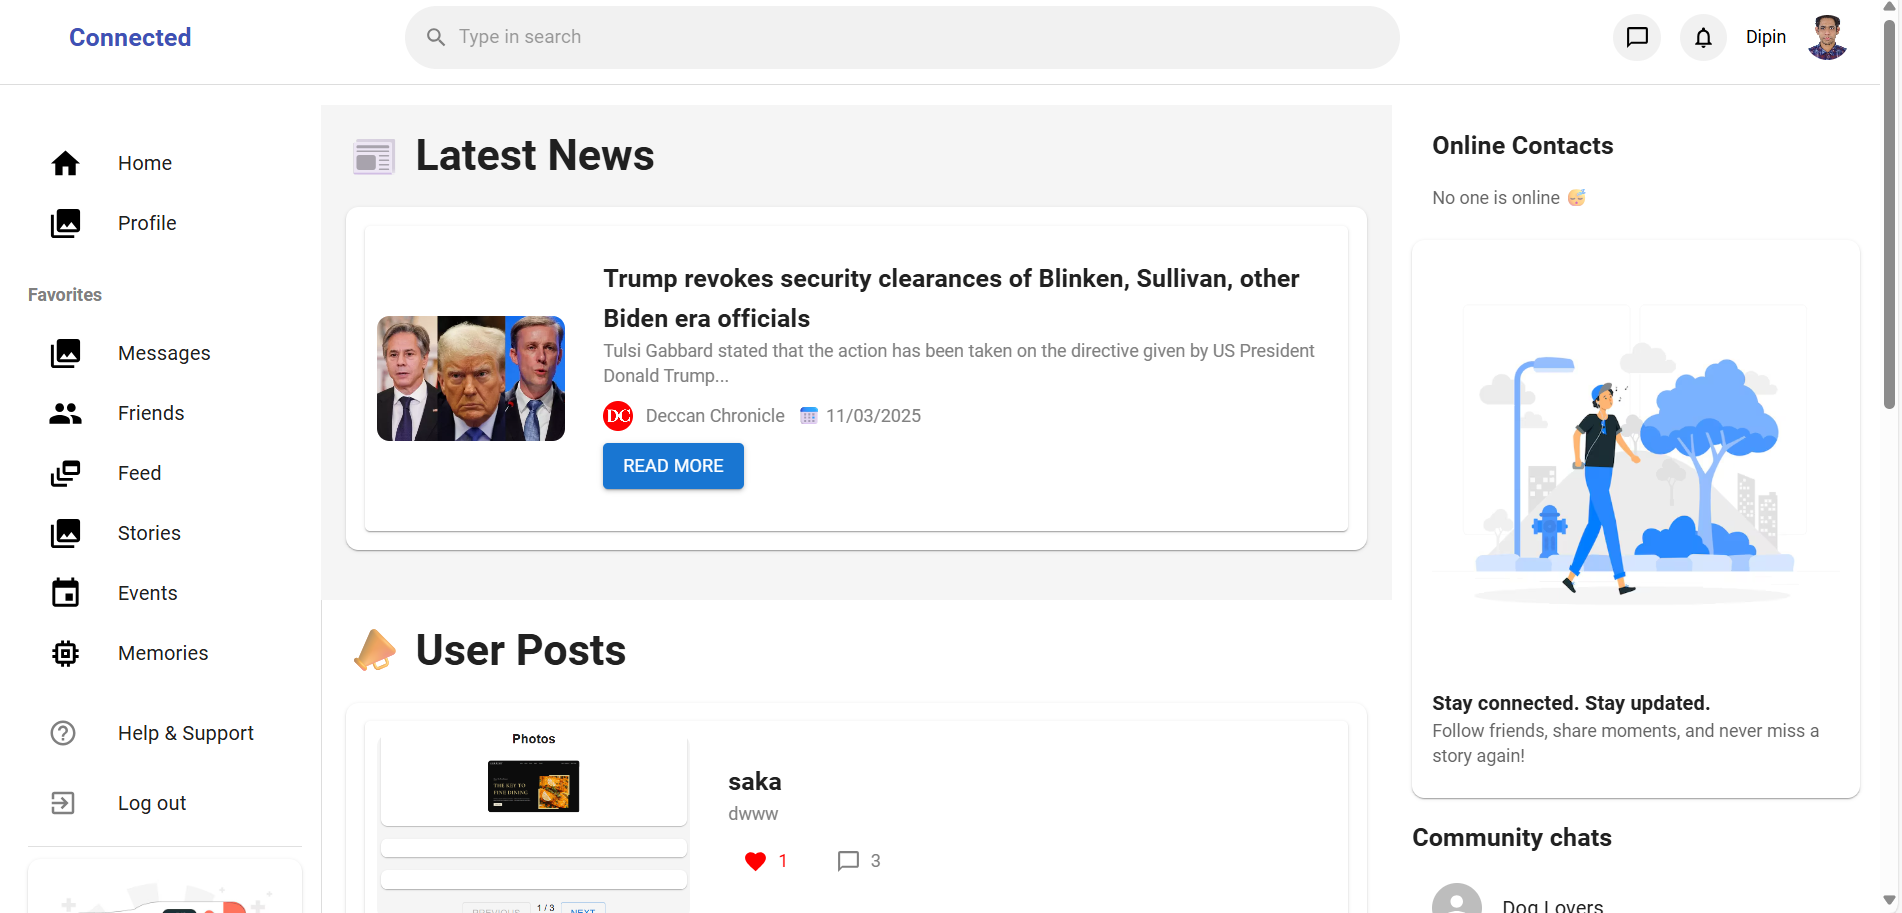 Connected
Type in search
Dipin
Home
Profile
Favorites
Messages
Friends
Feed
Stories
Events
Memories
Help & Support
Log out
Latest News
Trump revokes security clearances of Blinken, Sullivan, other
Biden era officials
Tulsi Gabbard stated that the action has been taken on the directive given by US President
Donald Trump...
DC Deccan Chronicle 11/03/2025
READ MORE
User Posts
Photos
THE KEY TO
FINE DINING
PREVIOUS 1 / 3 NEXT
saka
dwww
1 3
Online Contacts
No one is online
Stay connected. Stay updated.
Follow friends, share moments, and never miss a
story again!
Community chats
Dog Lovers